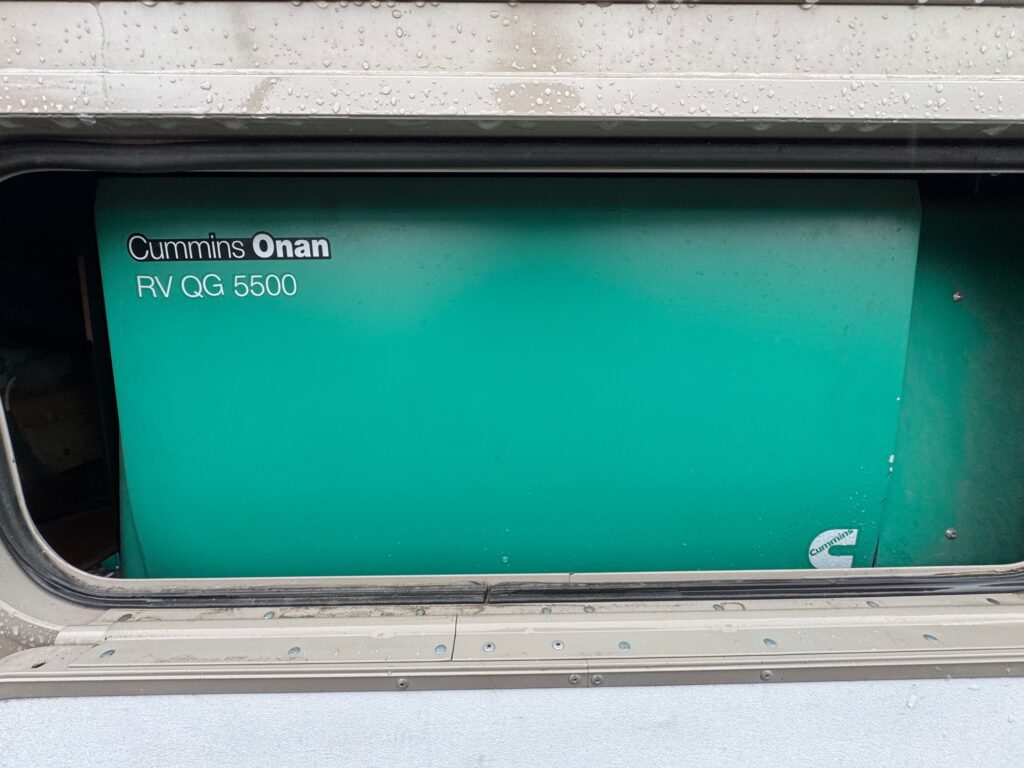 Cummins Onan
RV QG 5500
Cummins